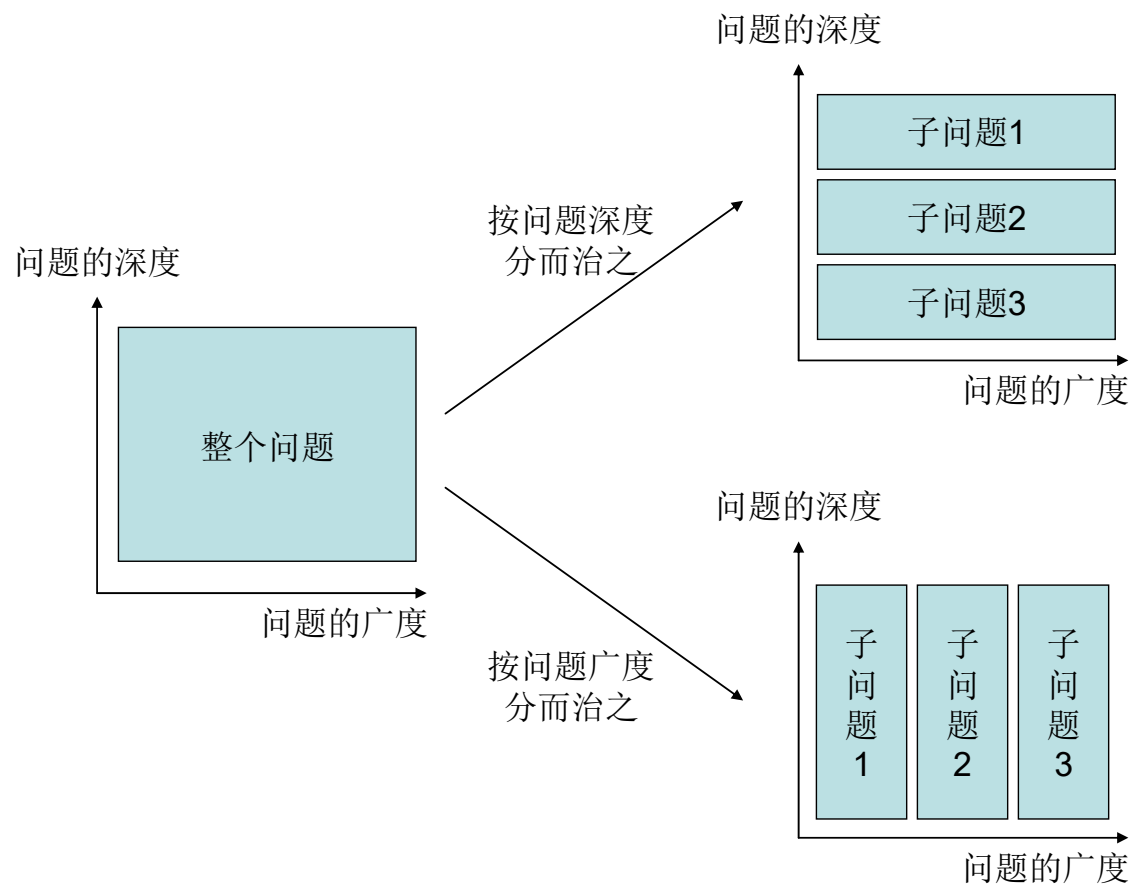 问题的深度
整个问题
问题的广度
按问题深度
分而治之
问题的深度
子问题1
子问题2
子问题3
问题的广度
按问题广度
分而治之
问题的深度
子问题1
子问题2
子问题3
问题的广度